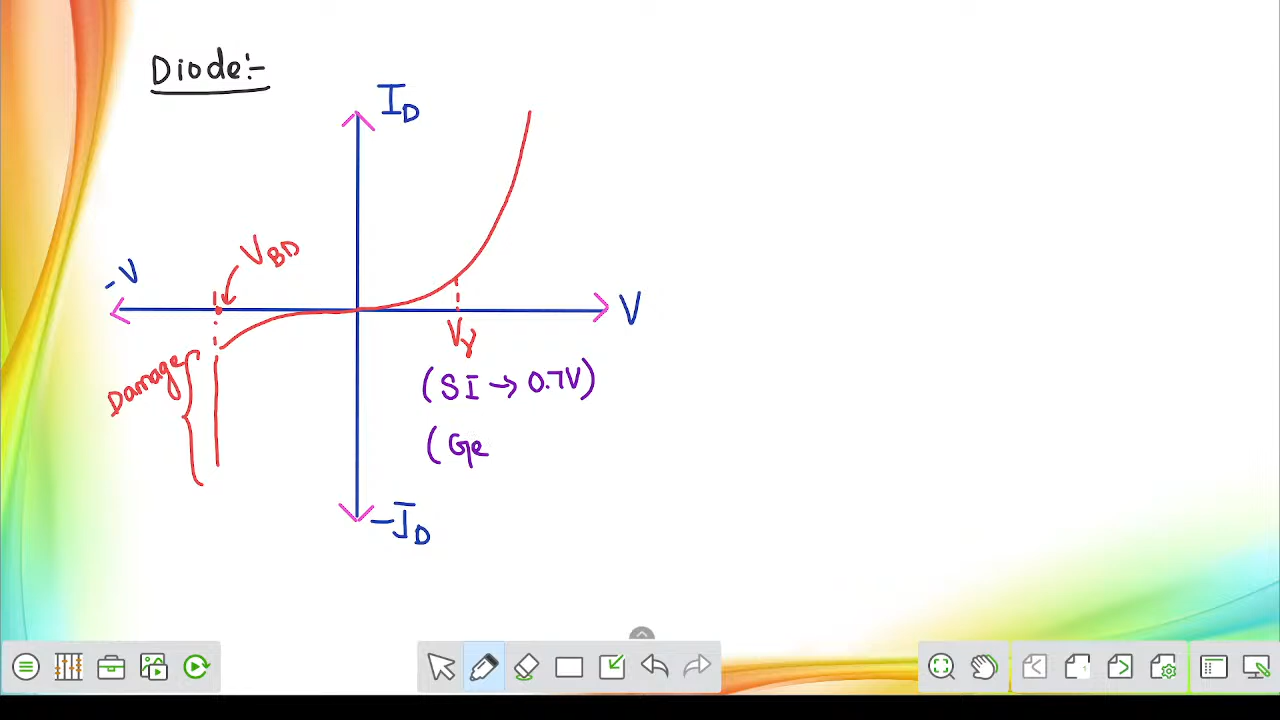 Diode:-
I_D
V_BD
-V
V
V_γ
Damage
(SI → 0.7V)
(Ge
-I_D